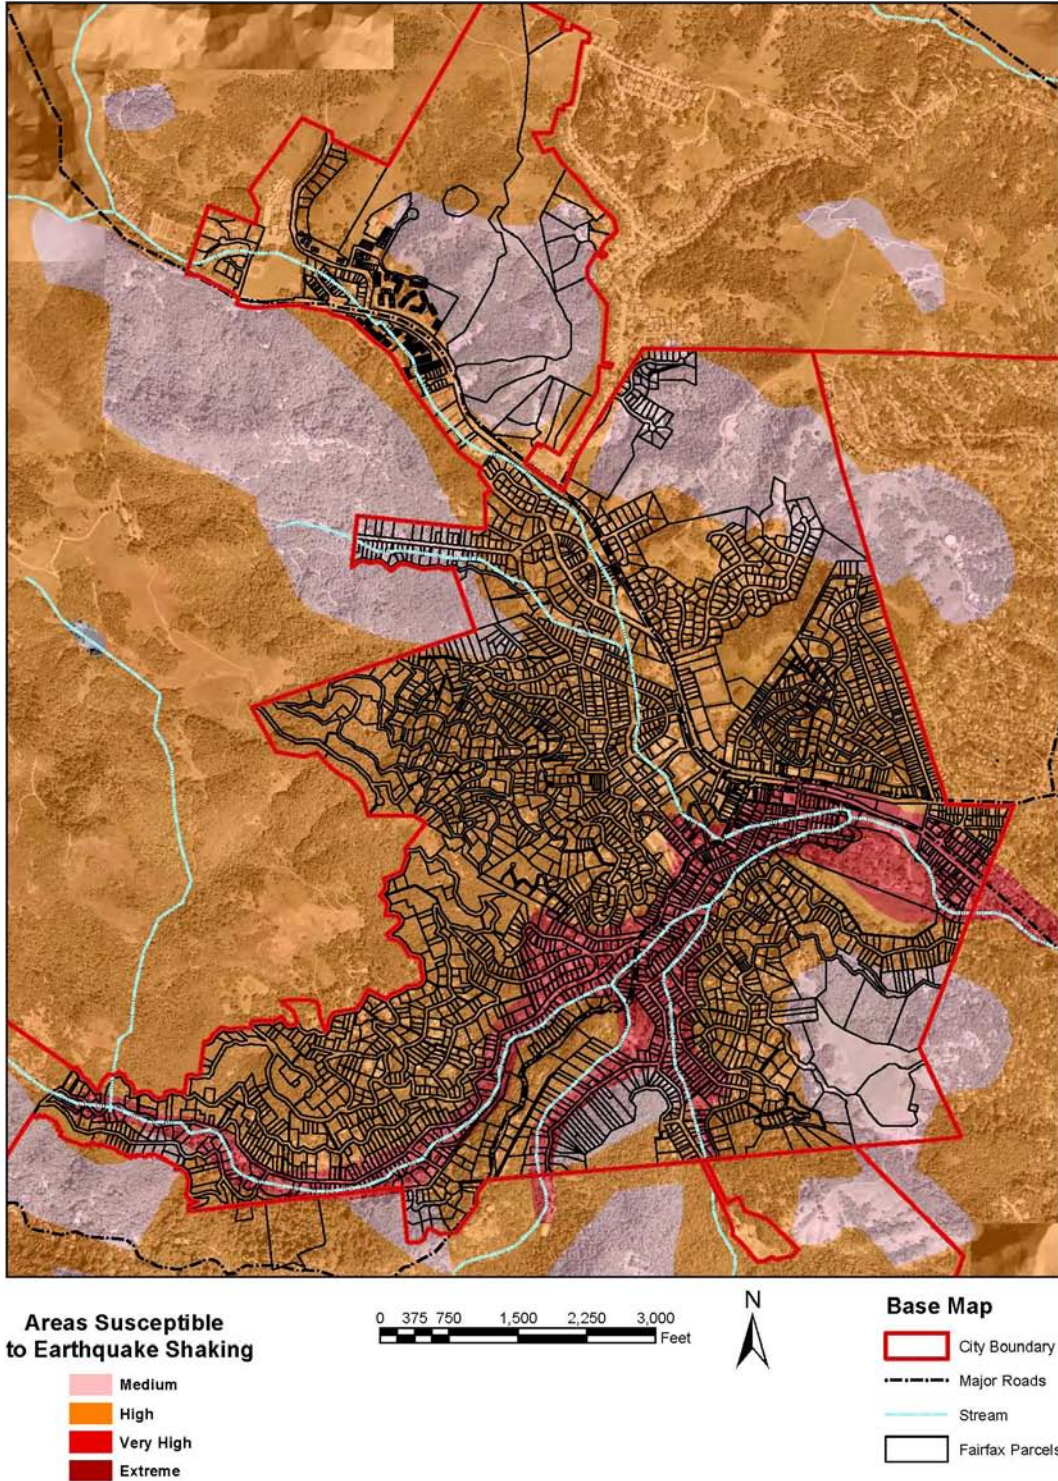 Areas Susceptible
to Earthquake Shaking
Medium
High
Very High
Extreme
0 375 750 1,500 2,250 3,000
Feet
N
Base Map
City Boundary
Major Roads
Stream
Fairfax Parcels